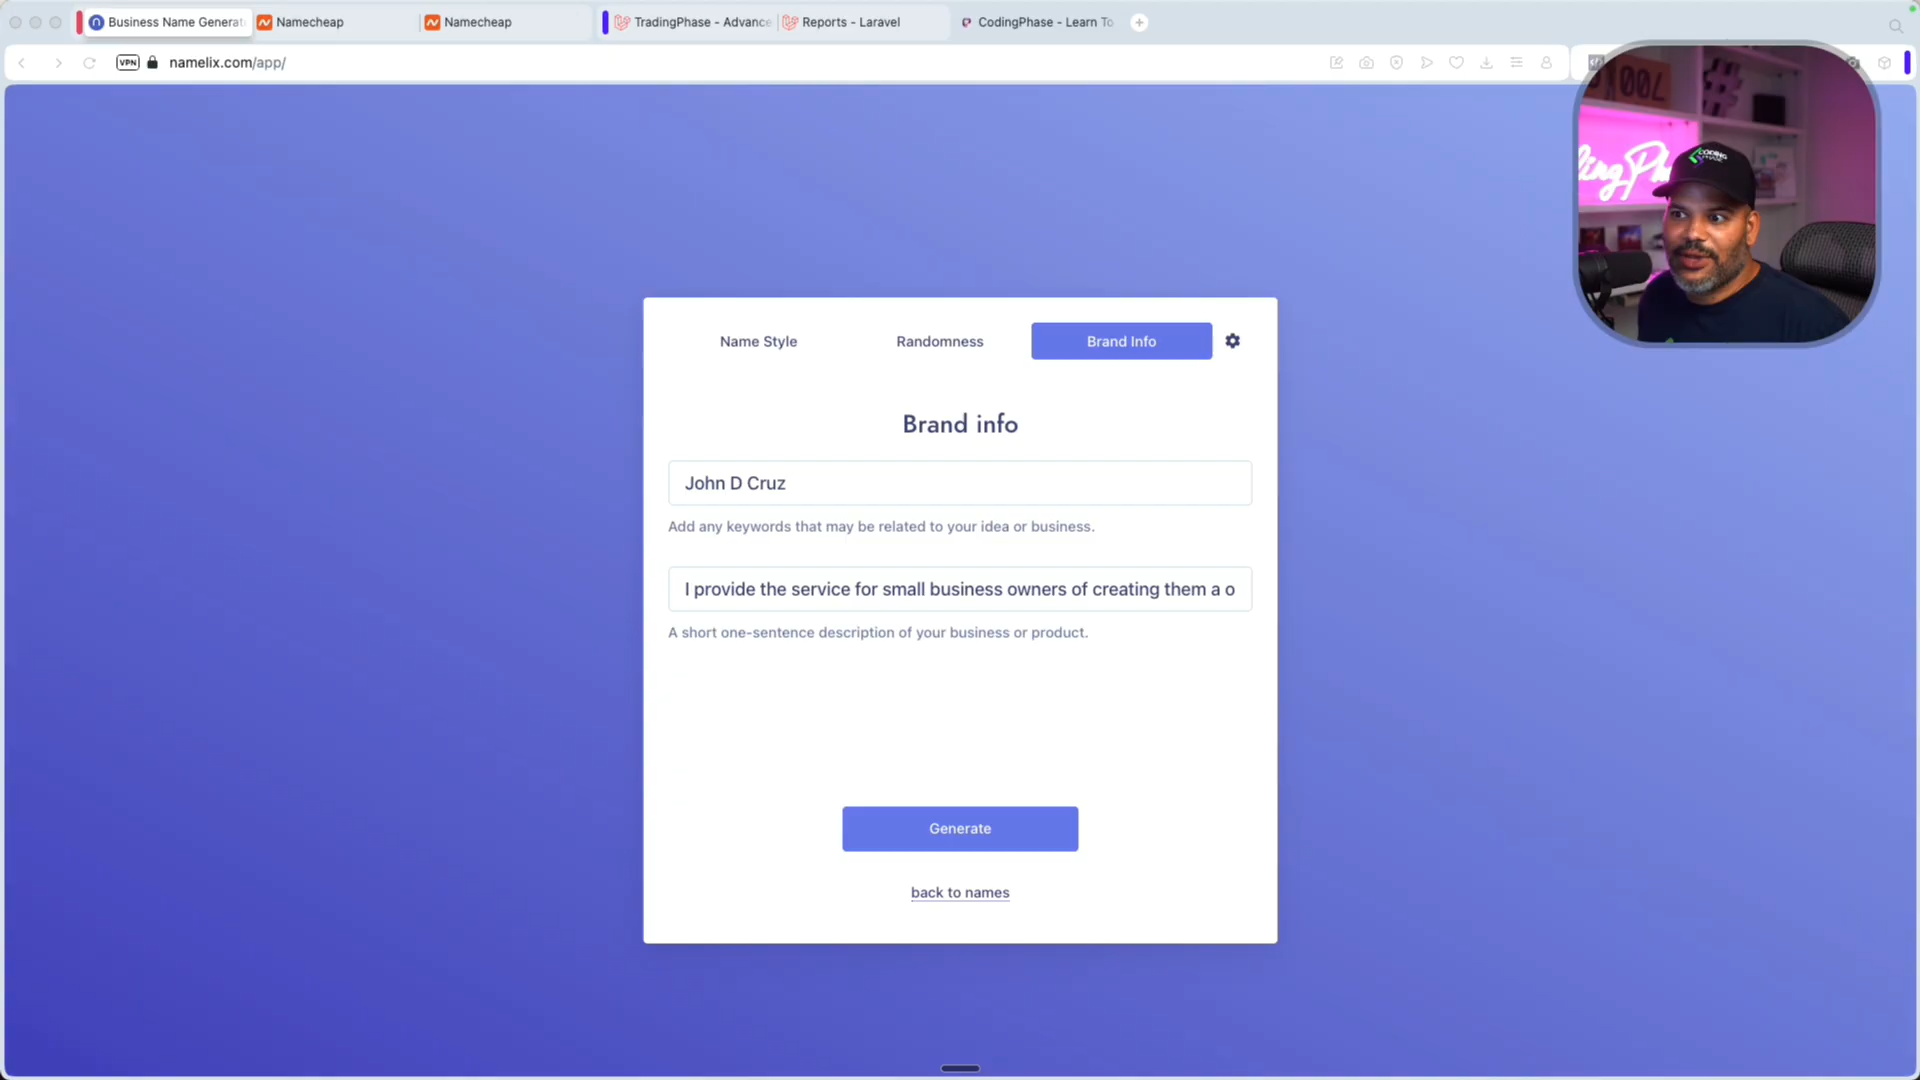 Business Name Generat
Namecheap
Namecheap
TradingPhase - Advance
Reports - Laravel
CodingPhase - Learn To
VPN
namelix.com/app/
CODING
Name Style
Randomness
Brand Info
Brand info
John D Cruz
Add any keywords that may be related to your idea or business.
I provide the service for small business owners of creating them a o
A short one-sentence description of your business or product.
Generate
back to names